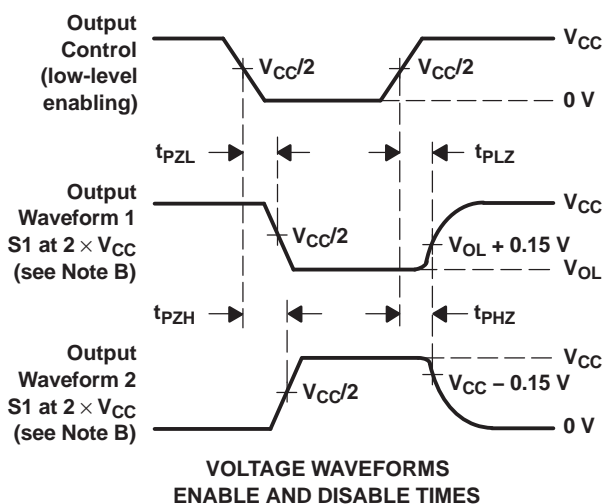 Output
Control
(low-level
enabling)
VCC/2
VCC/2
VCC
0 V
tPZL
tPLZ
Output
Waveform 1
S1 at 2 × VCC
(see Note B)
VCC/2
VCC
VOL + 0.15 V
VOL
tPZH
tPHZ
Output
Waveform 2
S1 at 2 × VCC
(see Note B)
VCC/2
VCC
VCC – 0.15 V
0 V
VOLTAGE WAVEFORMS
ENABLE AND DISABLE TIMES